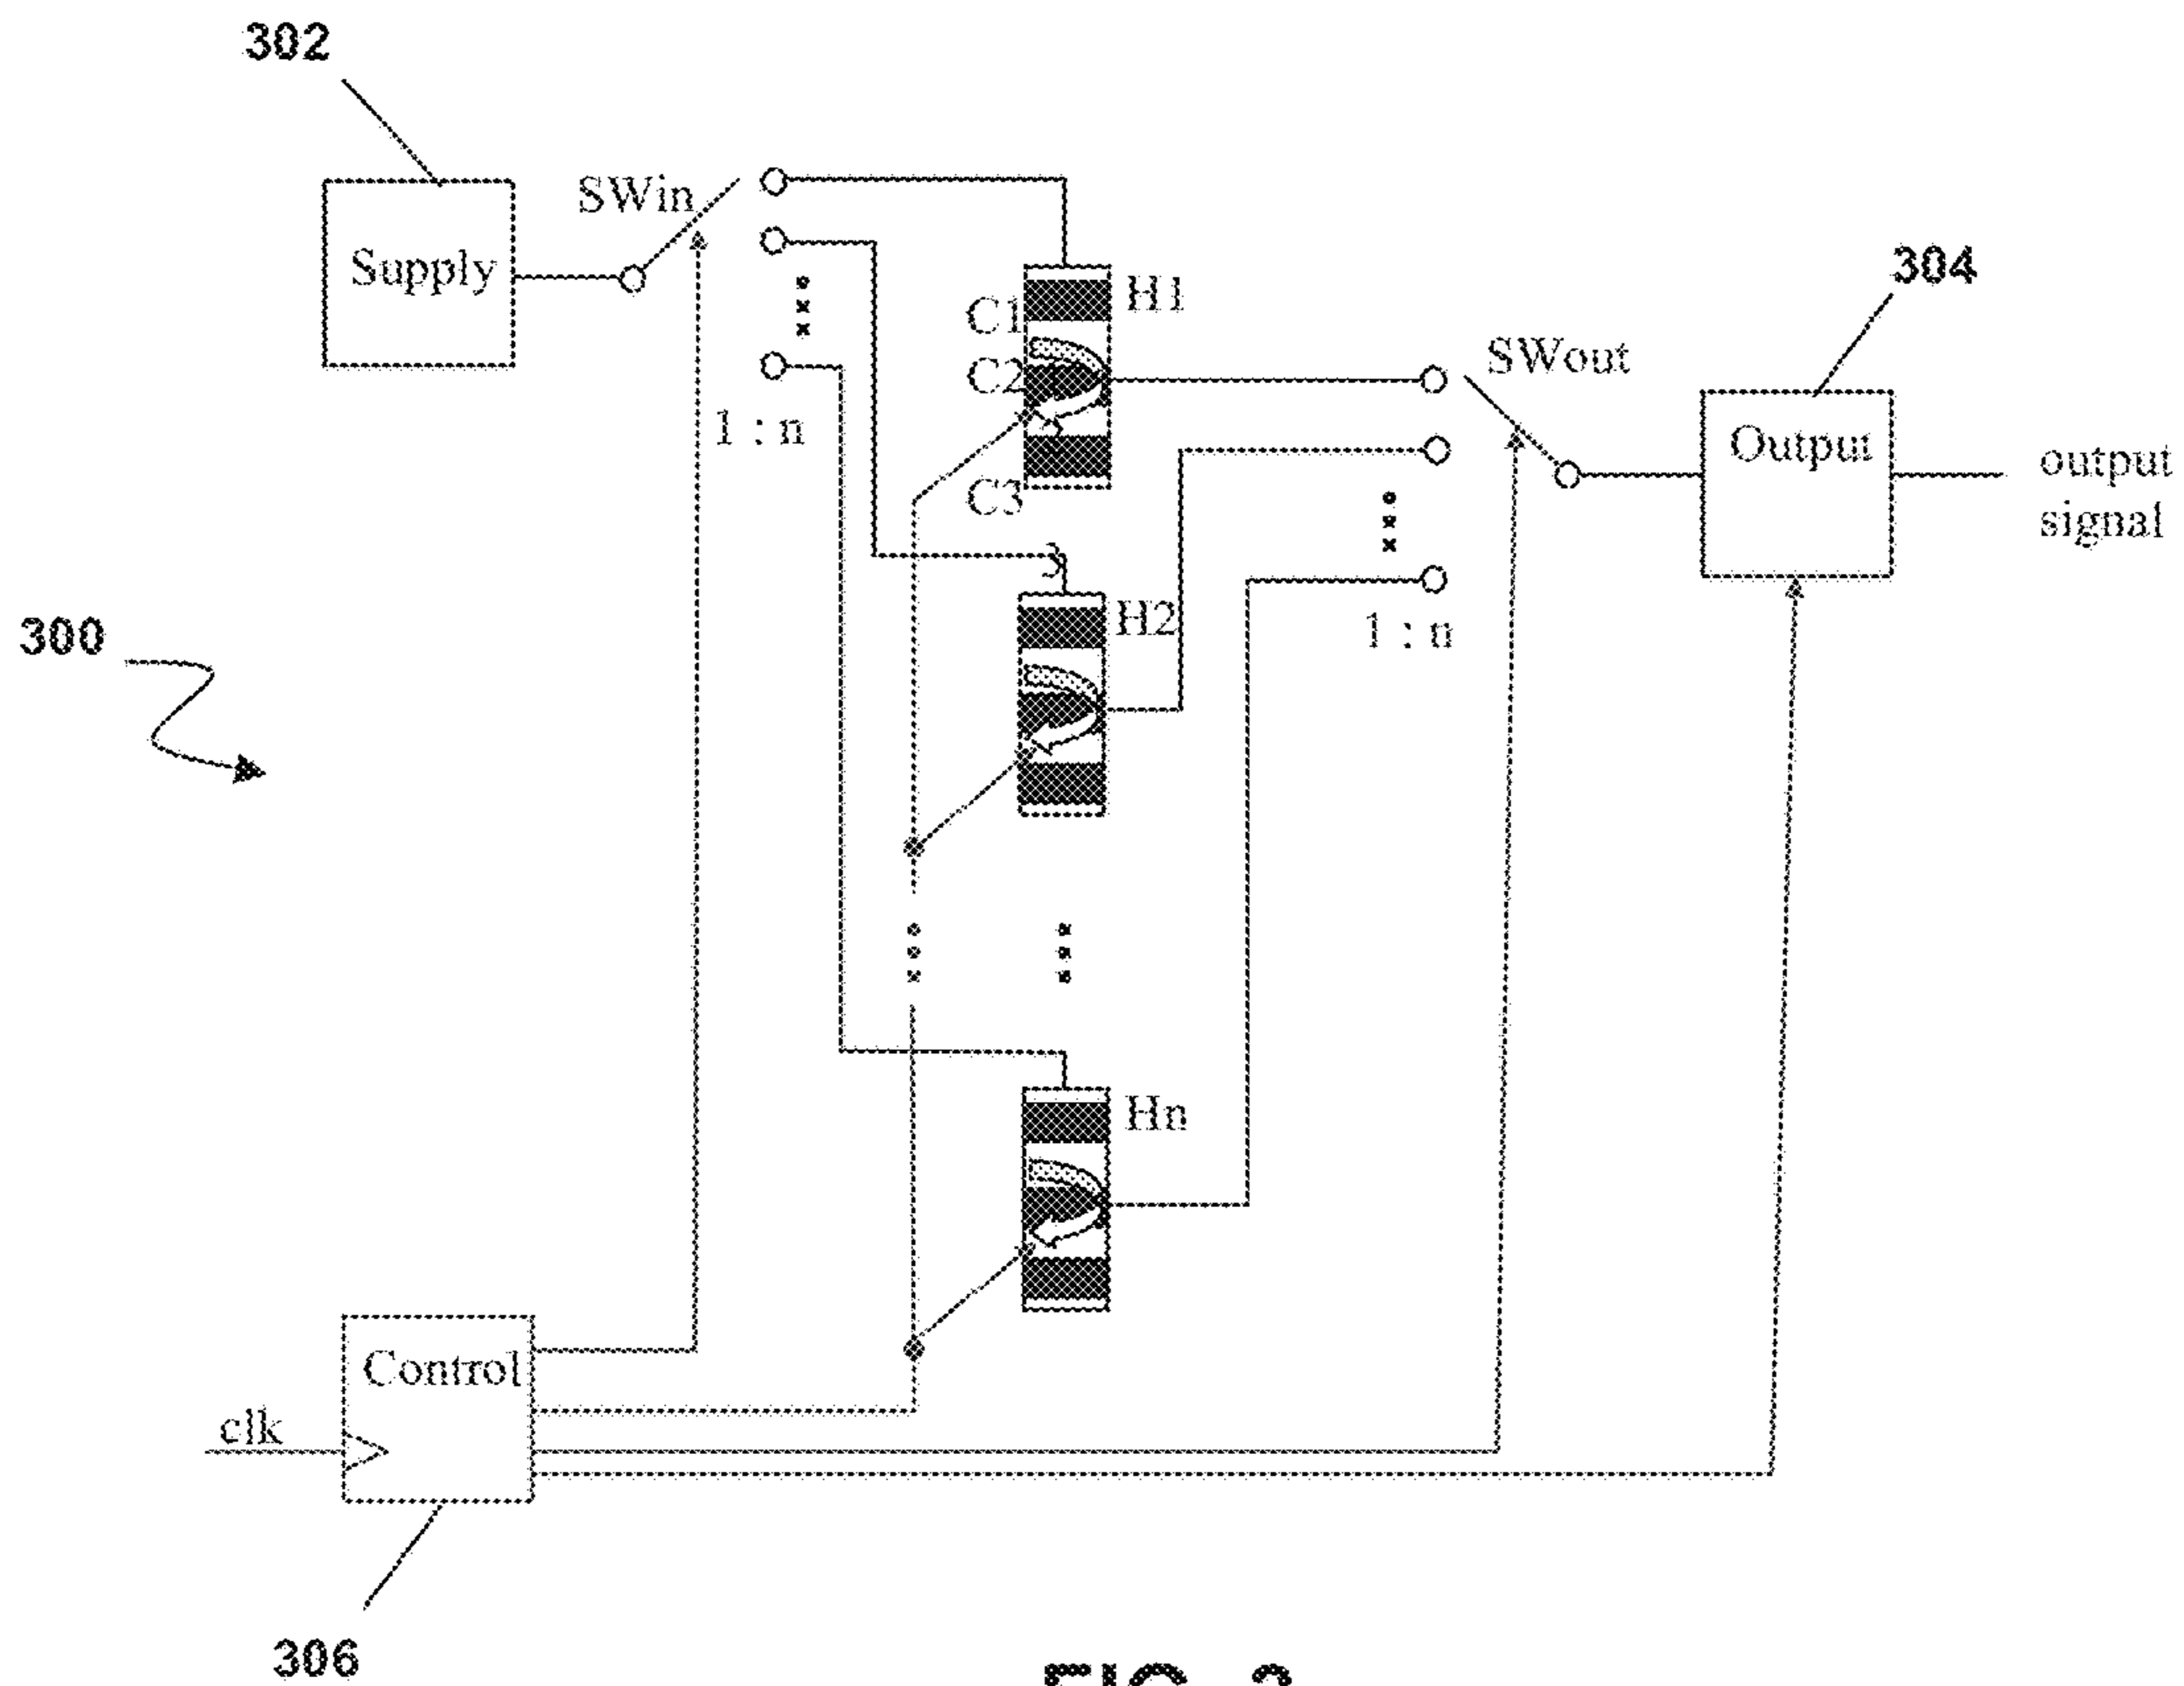 302
SWin
Supply
304
H1
C1
C2
C3
SWout
1 : n
Output
output
signal
300
H2
1 : n
Hn
Control
clk
306